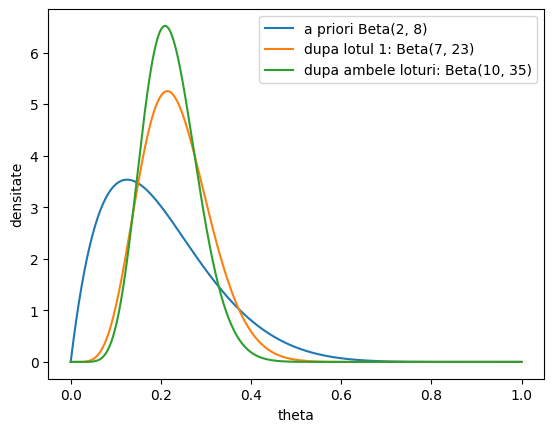 a priori Beta(2, 8)
dupa lotul 1: Beta(7, 23)
dupa ambele loturi: Beta(10, 35)
densitate
6
5
4
3
2
1
0
0.0 0.2 0.4 0.6 0.8 1.0
theta